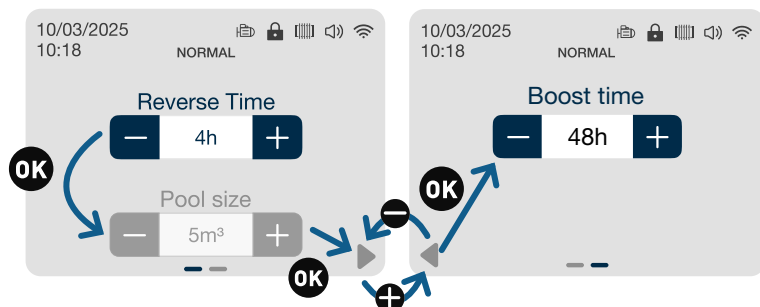 10/03/2025
10:18
NORMAL
Reverse Time
− 4h +
OK
Pool size
− 5m³ +
OK
−
+
10/03/2025
10:18
NORMAL
Boost time
− 48h +
OK